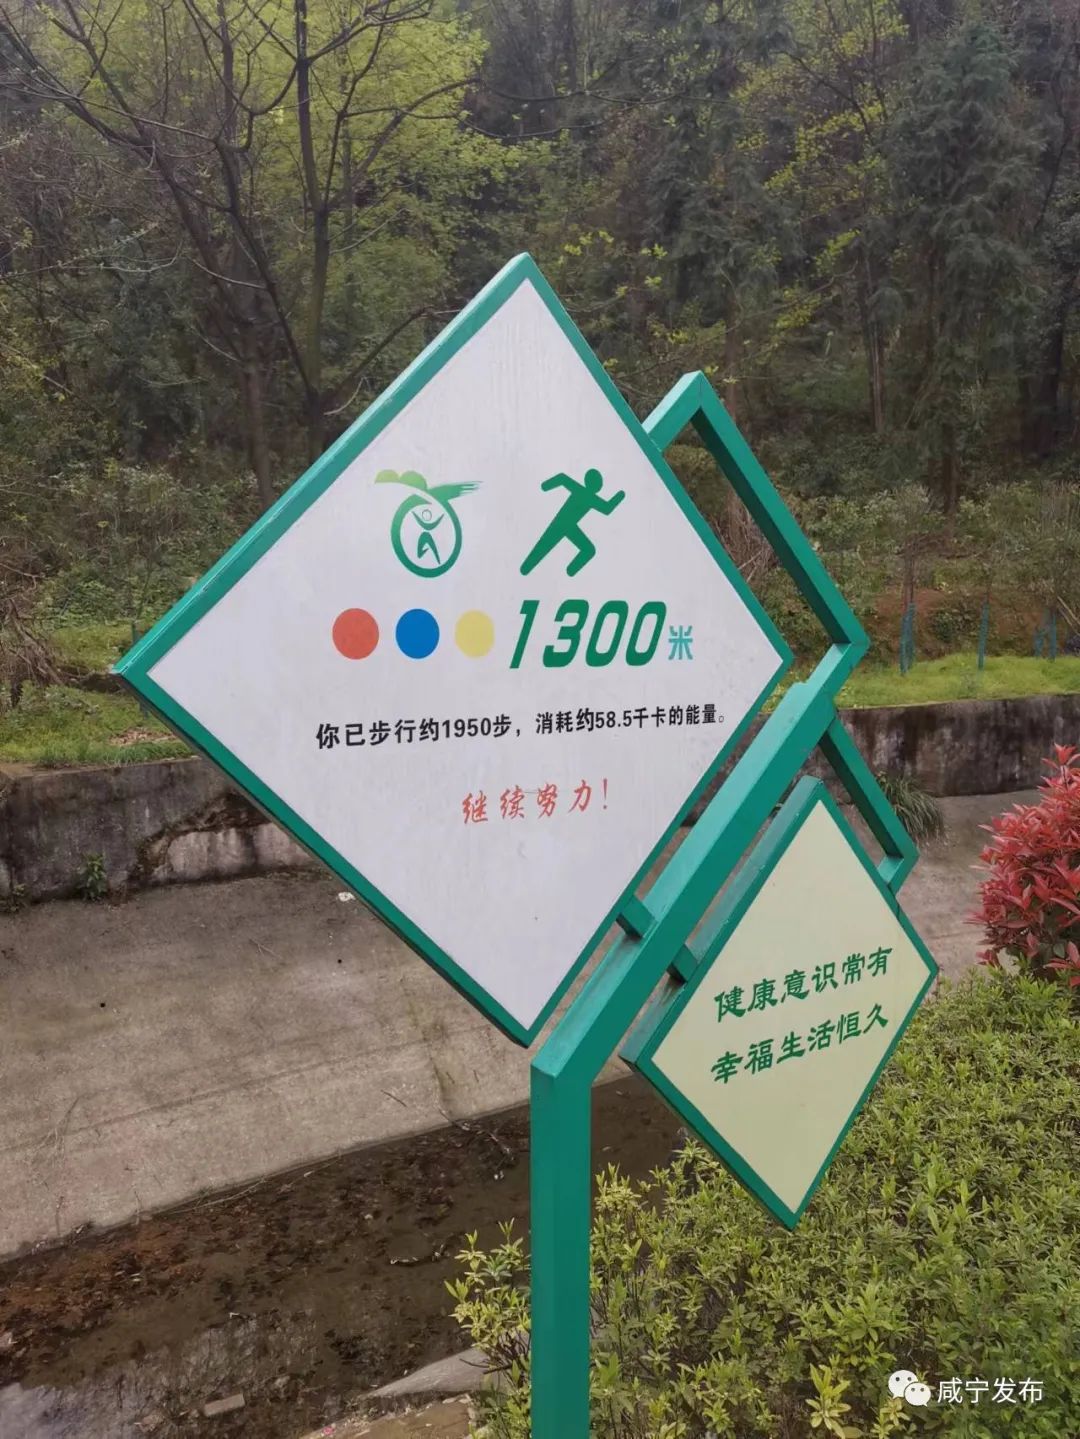 1300米
你已步行约1950步，消耗约58.5千卡的能量。
继续努力！
健康意识常有
幸福生活恒久
咸宁发布